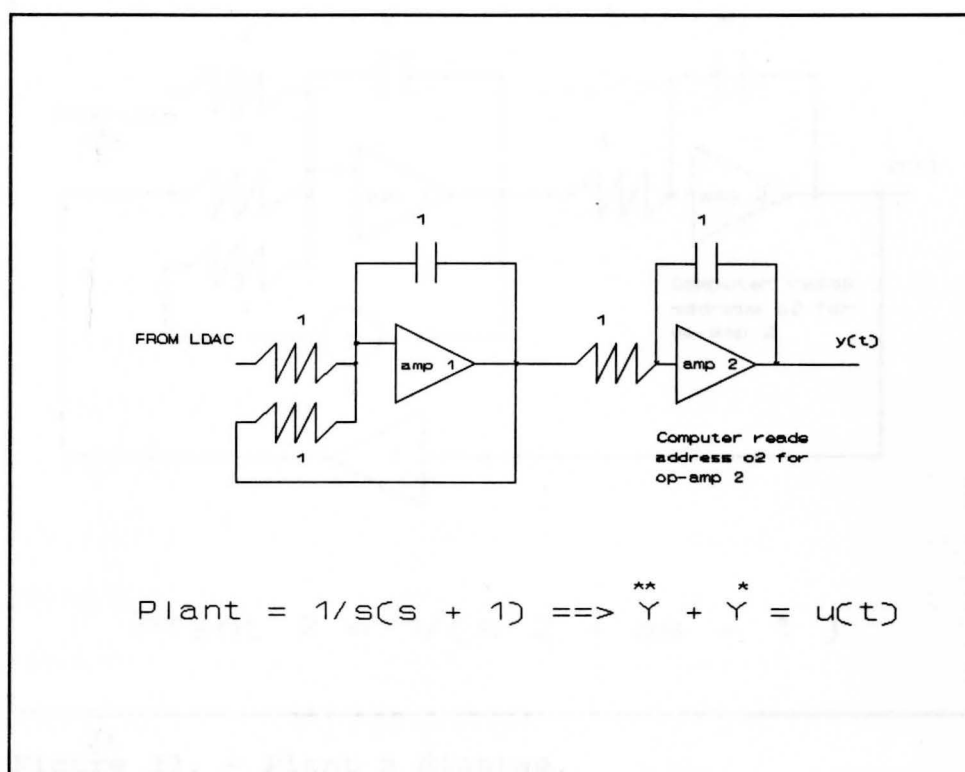 1
1
FROM LDAC
1
1
y(t)
amp 1
amp 2
1
Computer reads
address o2 for
op-amp 2
** *
Plant = 1/s(s + 1) ==> Y + Y = u(t)